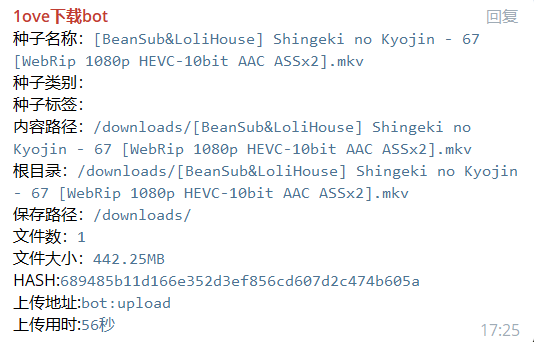 1ove下载bot 回复
种子名称：[BeanSub&LoliHouse] Shingeki no Kyojin - 67
[WebRip 1080p HEVC-10bit AAC ASSx2].mkv
种子类别：
种子标签：
内容路径：/downloads/[BeanSub&LoliHouse] Shingeki no
Kyojin - 67 [WebRip 1080p HEVC-10bit AAC ASSx2].mkv
根目录：/downloads/[BeanSub&LoliHouse] Shingeki no Kyojin
- 67 [WebRip 1080p HEVC-10bit AAC ASSx2].mkv
保存路径：/downloads/
文件数：1
文件大小：442.25MB
HASH:689485b11d166e352d3ef856cd607d2c474b605a
上传地址:bot:upload
上传用时:56秒
17:25